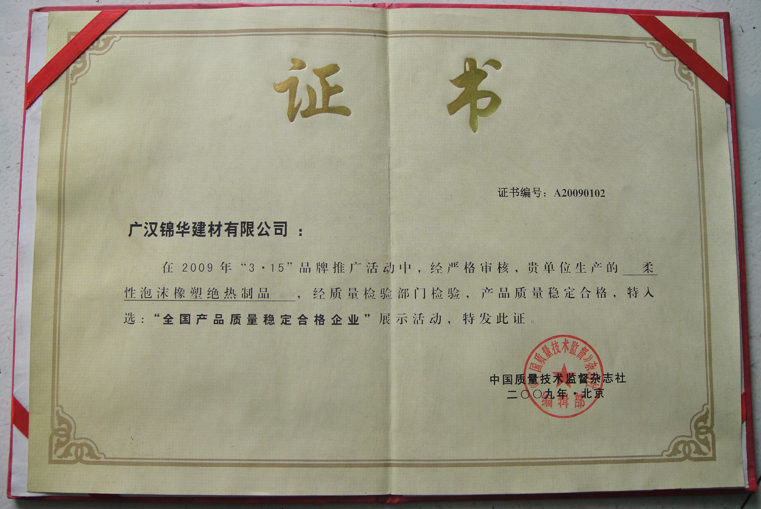 证书
证书编号：A20090102
广汉锦华建材有限公司：
在 2009 年“3·15”品牌推广活动中，经严格审核，贵单位生产的 柔
性泡沫橡塑绝热制品，经质量检验部门检验，产品质量稳定合格，特入
选：“全国产品质量稳定合格企业”展示活动，特发此证。
中国质量技术监督杂志社
二〇〇九年·北京
编辑部